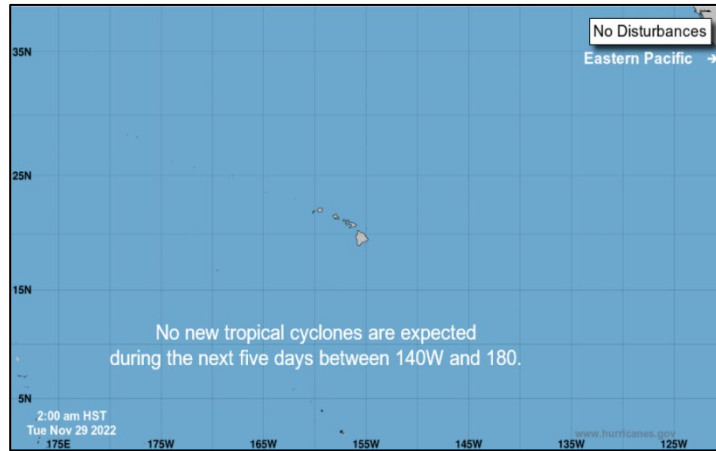 No Disturbances
Eastern Pacific →
35N
25N
15N
No new tropical cyclones are expected
during the next five days between 140W and 180.
5N
2:00 am HST
Tue Nov 29 2022
www.hurricanes.gov
175E 175W 165W 155W 145W 135W 125W